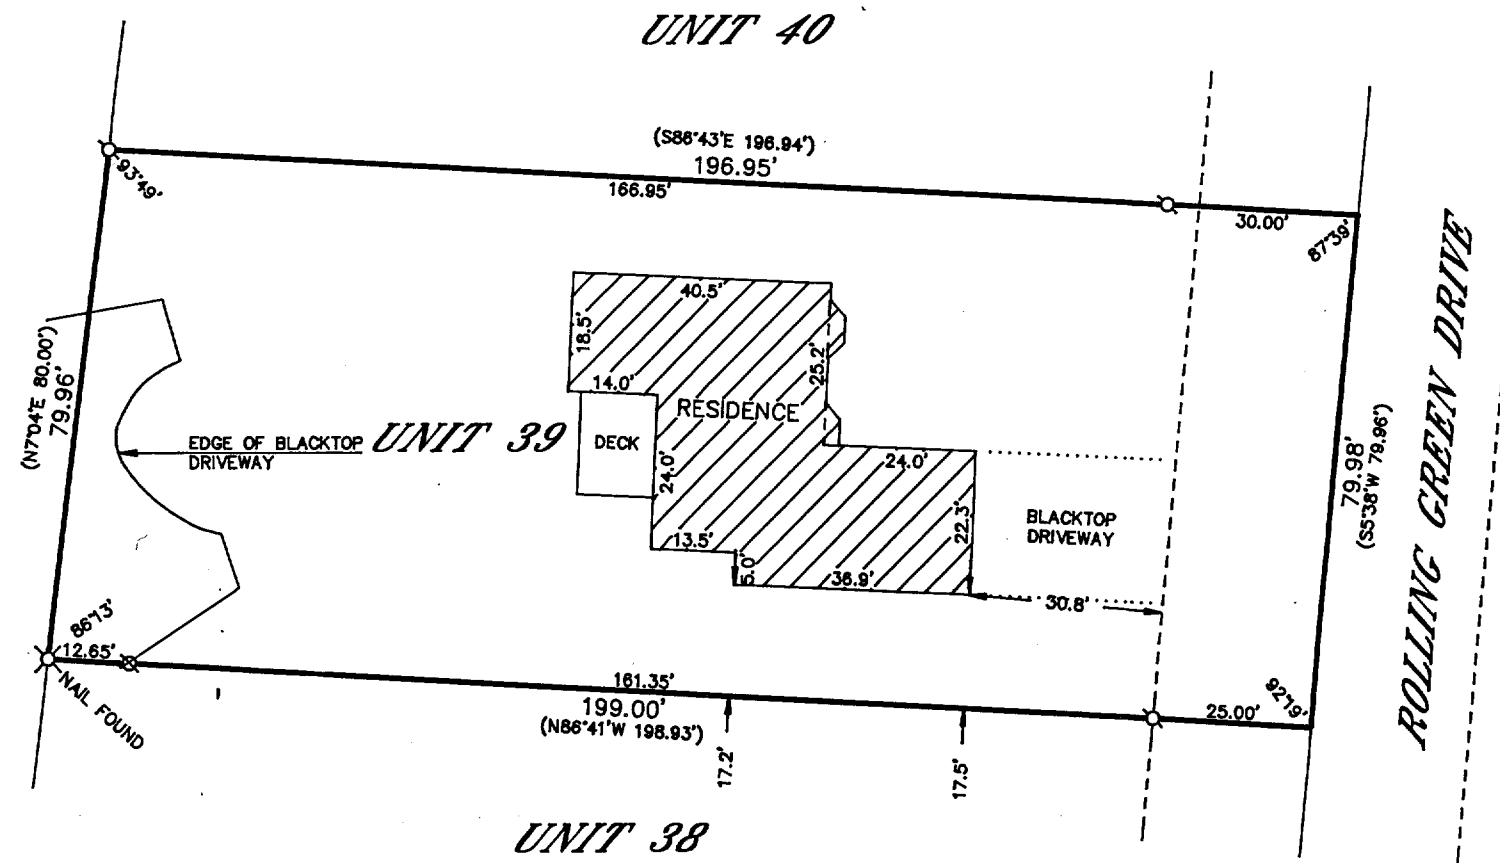 UNIT 40
(S86°43'E 196.94')
196.95'
166.95'
30.00'
93°49'
87°39'
40.5'
18.5'
25.2'
14.0'
RESIDENCE
(N7°04'E 80.00')
79.96'
EDGE OF BLACKTOP
DRIVEWAY
UNIT 39
DECK
24.0'
24.0'
22.3'
BLACKTOP
DRIVEWAY
79.98'
(S5°38'W 79.96')
ROLLING GREEN DRIVE
13.5'
5.0'
36.9'
30.8'
86°13'
12.65'
NAIL FOUND
161.35'
199.00'
(N86°41'W 198.93')
92°19'
25.00'
17.2'
17.5'
UNIT 38